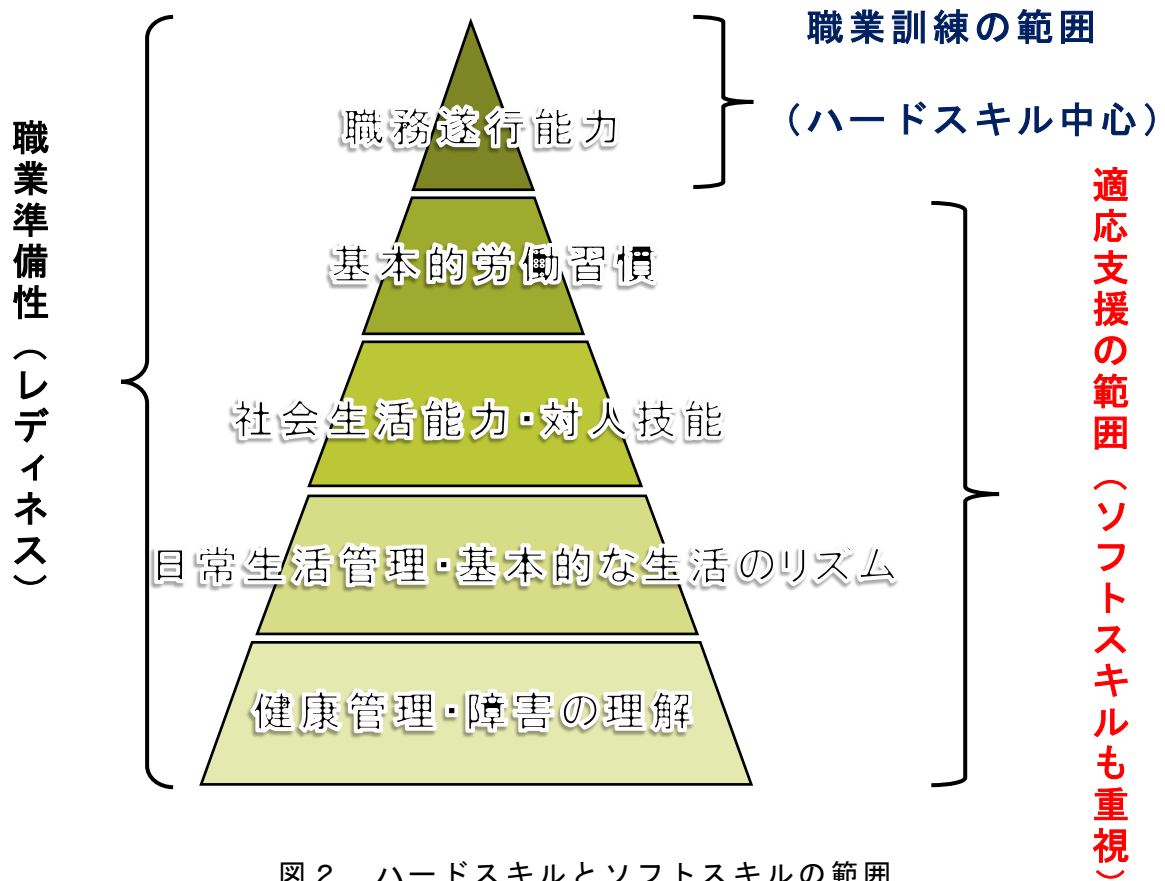 職業訓練の範囲
（ハードスキル中心）
職業準備性（レディネス）
職務遂行能力
基本的労働習慣
社会生活能力・対人技能
日常生活管理・基本的な生活のリズム
健康管理・障害の理解
適応支援の範囲（ソフトスキルも重視）
図２　ハードスキルとソフトスキルの範囲